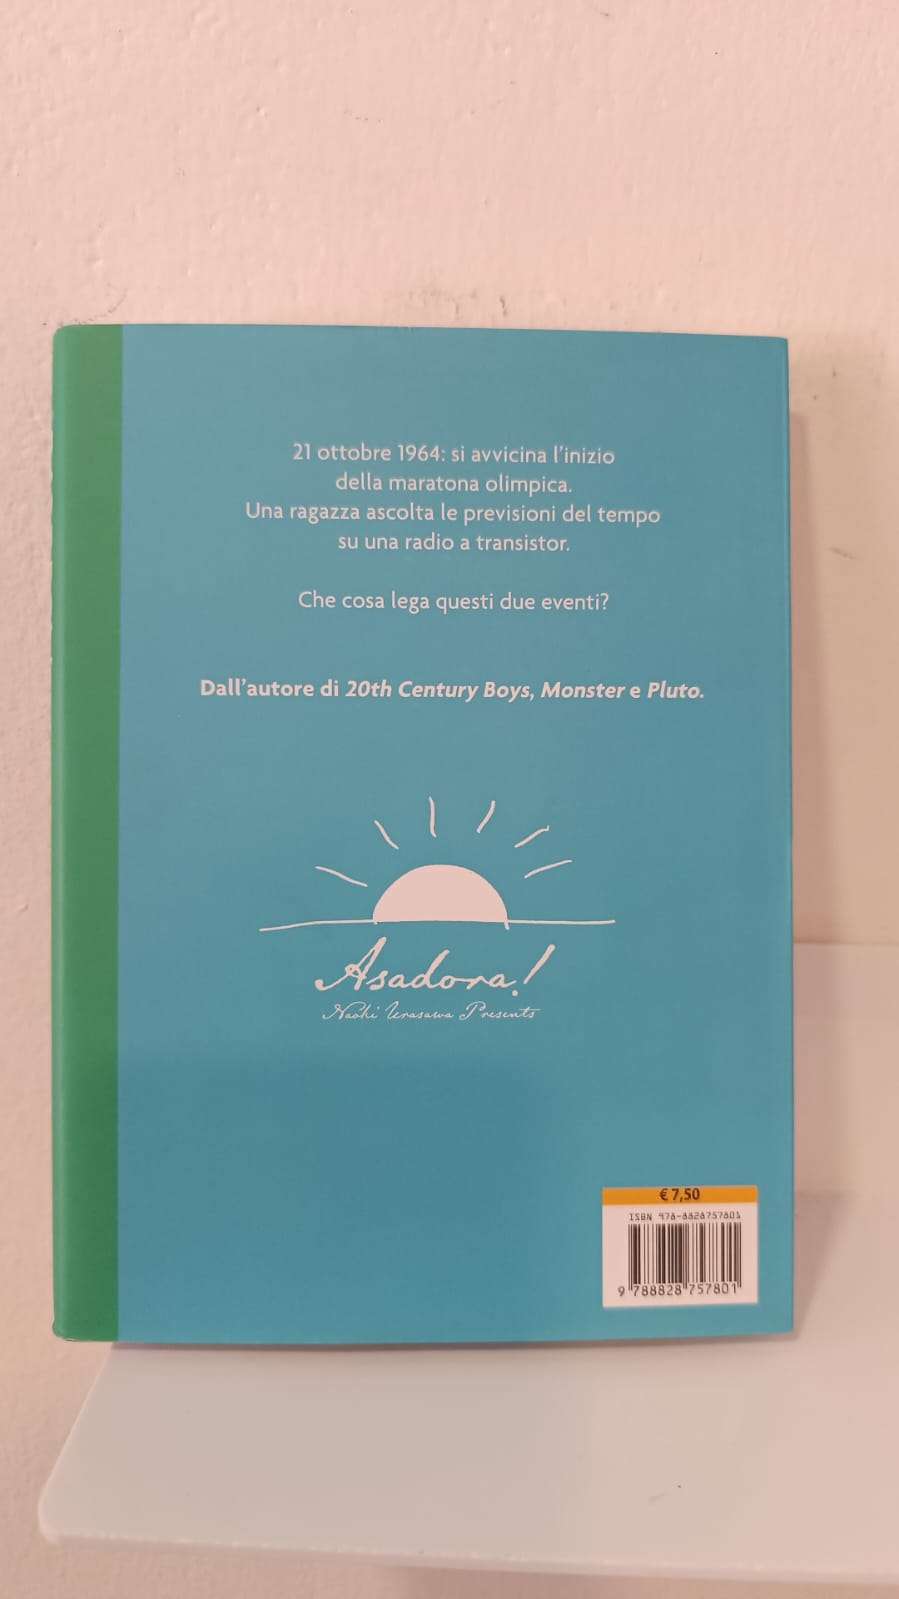 21 ottobre 1964: si avvicina l'inizio
della maratona olimpica.
Una ragazza ascolta le previsioni del tempo
su una radio a transistor.
Che cosa lega questi due eventi?
Dall'autore di 20th Century Boys, Monster e Pluto.
Asadora!
Naoki Urasawa Presents
€ 7,50
ISBN 978-8828757801
9 788828 757801